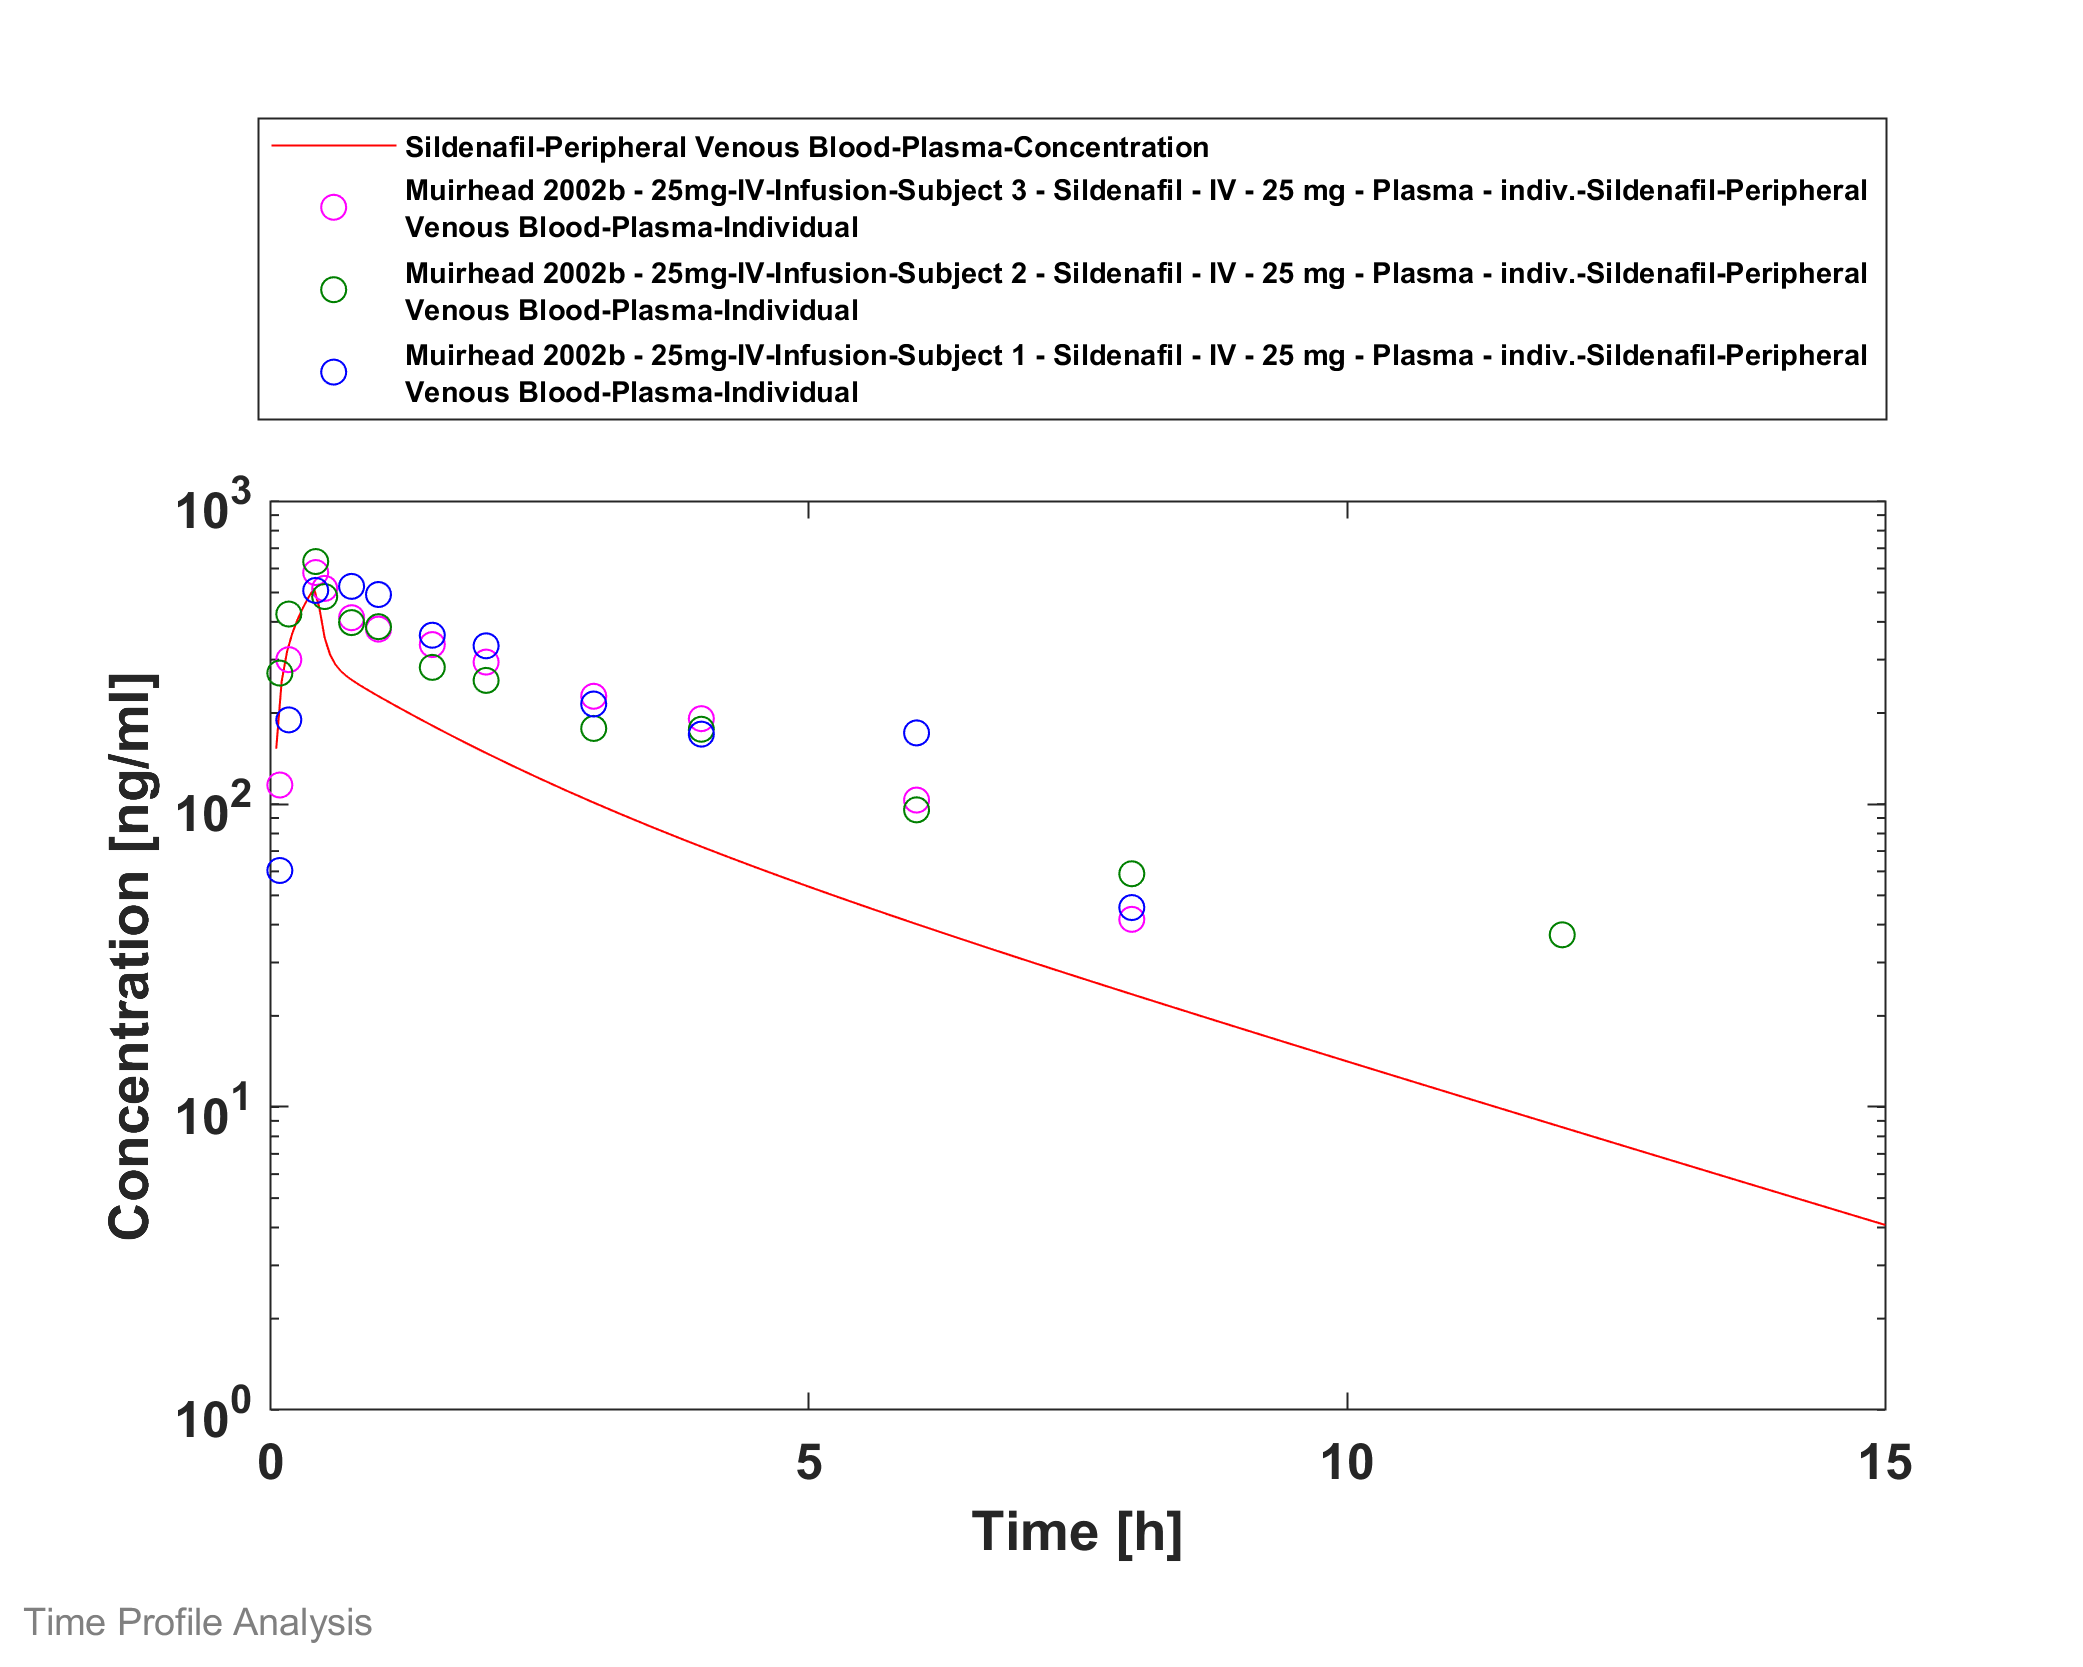 Sildenafil-Peripheral Venous Blood-Plasma-Concentration
Muirhead 2002b - 25mg-IV-Infusion-Subject 3 - Sildenafil - IV - 25 mg - Plasma - indiv.-Sildenafil-Peripheral
Venous Blood-Plasma-Individual
Muirhead 2002b - 25mg-IV-Infusion-Subject 2 - Sildenafil - IV - 25 mg - Plasma - indiv.-Sildenafil-Peripheral
Venous Blood-Plasma-Individual
Muirhead 2002b - 25mg-IV-Infusion-Subject 1 - Sildenafil - IV - 25 mg - Plasma - indiv.-Sildenafil-Peripheral
Venous Blood-Plasma-Individual
10³
10²
10¹
10⁰
Concentration [ng/ml]
0 5 10 15
Time [h]
Time Profile Analysis